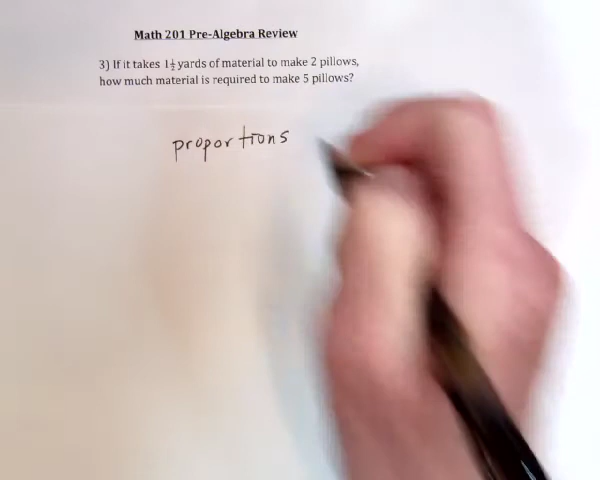 Math 201 Pre-Algebra Review
3) If it takes 1½ yards of material to make 2 pillows,
how much material is required to make 5 pillows?
proportions